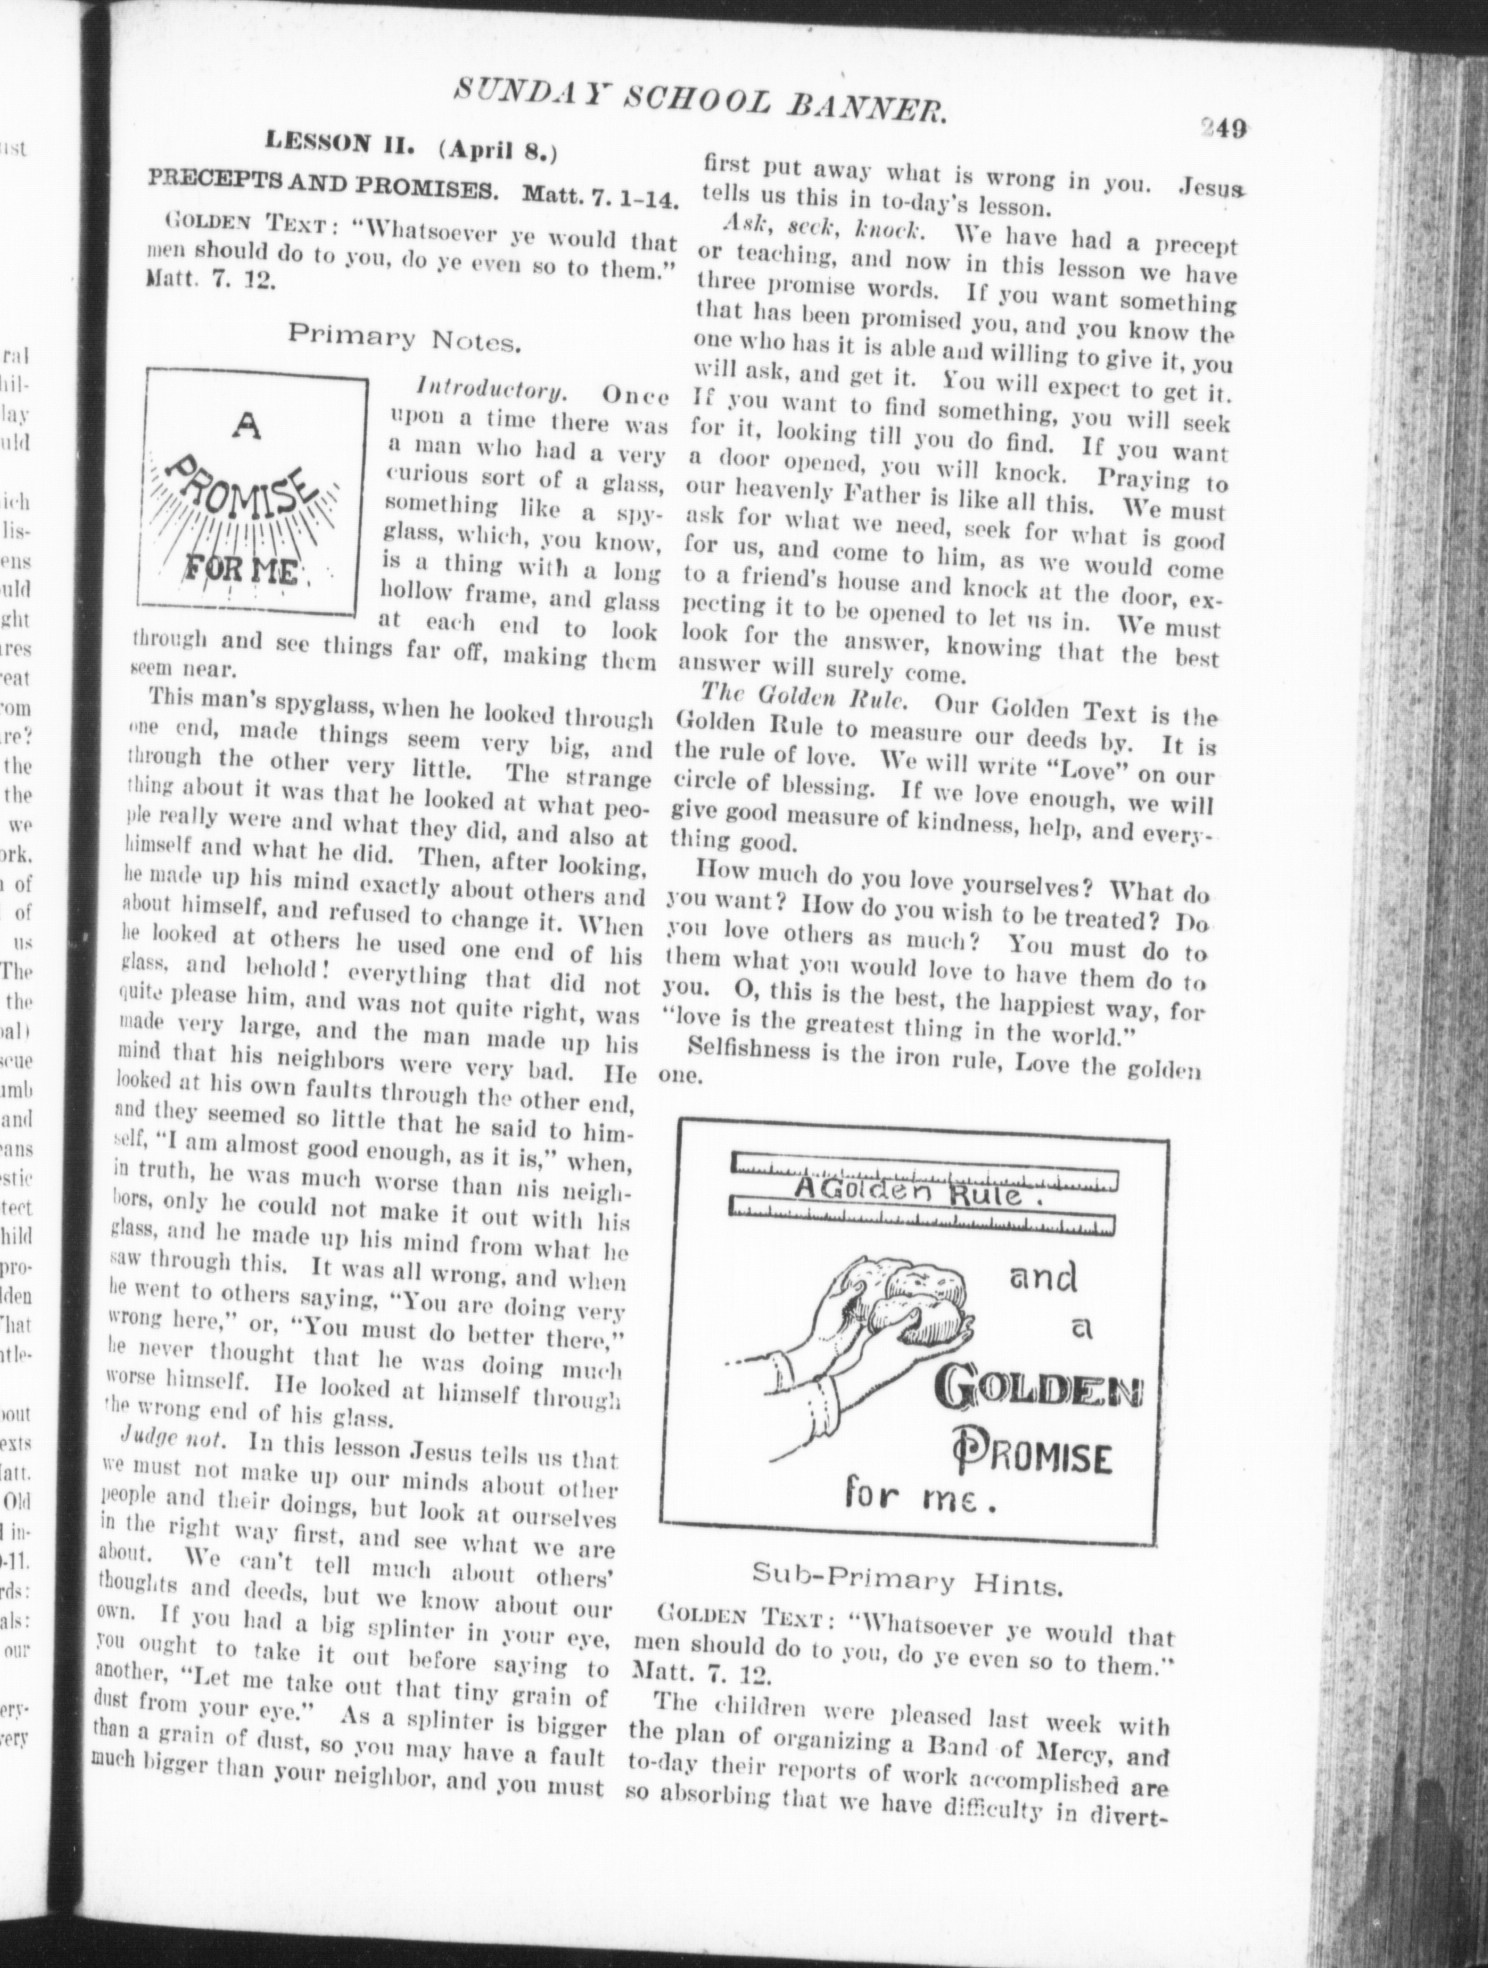 SUNDAY SCHOOL BANNER.
249
LESSON II. (April 8.)
PRECEPTS AND PROMISES. Matt. 7. 1-14.
GOLDEN TEXT: "Whatsoever ye would that
men should do to you, do ye even so to them."
Matt. 7. 12.
Primary Notes.
A
PROMISE
FOR ME.
Introductory. Once
upon a time there was
a man who had a very
curious sort of a glass,
something like a spy-
glass, which, you know,
is a thing with a long
hollow frame, and glass
at each end to look
through and see things far off, making them
seem near.
This man's spyglass, when he looked through
one end, made things seem very big, and
through the other very little. The strange
thing about it was that he looked at what peo-
ple really were and what they did, and also at
himself and what he did. Then, after looking,
he made up his mind exactly about others and
about himself, and refused to change it. When
he looked at others he used one end of his
glass, and behold! everything that did not
quite please him, and was not quite right, was
made very large, and the man made up his
mind that his neighbors were very bad. He
looked at his own faults through the other end,
and they seemed so little that he said to him-
self, "I am almost good enough, as it is," when,
in truth, he was much worse than his neigh-
bors, only he could not make it out with his
glass, and he made up his mind from what he
saw through this. It was all wrong, and when
he went to others saying, "You are doing very
wrong here," or, "You must do better there,"
he never thought that he was doing much
worse himself. He looked at himself through
the wrong end of his glass.
Judge not. In this lesson Jesus tells us that
we must not make up our minds about other
people and their doings, but look at ourselves
in the right way first, and see what we are
about. We can't tell much about others'
thoughts and deeds, but we know about our
own. If you had a big splinter in your eye,
you ought to take it out before saying to
another, "Let me take out that tiny grain of
dust from your eye." As a splinter is bigger
than a grain of dust, so you may have a fault
much bigger than your neighbor, and you must
first put away what is wrong in you. Jesus
tells us this in to-day's lesson.
Ask, seek, knock. We have had a precept
or teaching, and now in this lesson we have
three promise words. If you want something
that has been promised you, and you know the
one who has it is able and willing to give it, you
will ask, and get it. You will expect to get it.
If you want to find something, you will seek
for it, looking till you do find. If you want
a door opened, you will knock. Praying to
our heavenly Father is like all this. We must
ask for what we need, seek for what is good
for us, and come to him, as we would come
to a friend's house and knock at the door, ex-
pecting it to be opened to let us in. We must
look for the answer, knowing that the best
answer will surely come.
The Golden Rule. Our Golden Text is the
Golden Rule to measure our deeds by. It is
the rule of love. We will write "Love" on our
circle of blessing. If we love enough, we will
give good measure of kindness, help, and every-
thing good.
How much do you love yourselves? What do
you want? How do you wish to be treated? Do
you love others as much? You must do to
them what you would love to have them do to
you. O, this is the best, the happiest way, for
"love is the greatest thing in the world."
Selfishness is the iron rule, Love the golden
one.
A Golden Rule.
and
a
GOLDEN
PROMISE
for me.
Sub-Primary Hints.
GOLDEN TEXT: "Whatsoever ye would that
men should do to you, do ye even so to them."
Matt. 7. 12.
The children were pleased last week with
the plan of organizing a Band of Mercy, and
to-day their reports of work accomplished are
so absorbing that we have difficulty in divert-